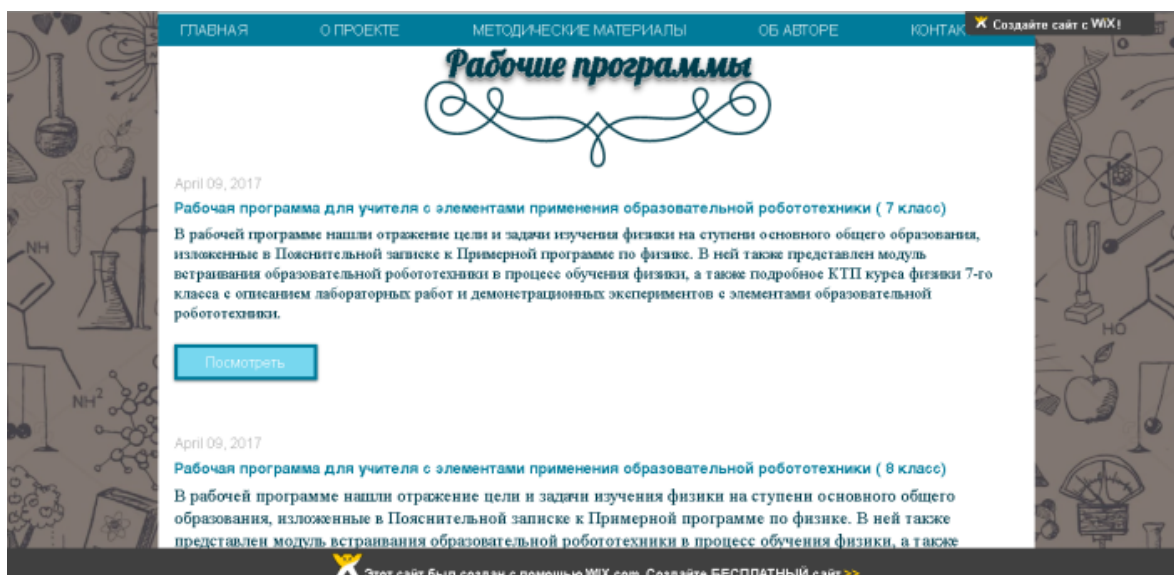 ГЛАВНАЯ О ПРОЕКТЕ МЕТОДИЧЕСКИЕ МАТЕРИАЛЫ ОБ АВТОРЕ КОНТАК
Создайте сайт с WiX!
Рабочие программы
April 09, 2017
Рабочая программа для учителя с элементами применения образовательной робототехники ( 7 класс)
В рабочей программе нашли отражение цели и задачи изучения физики на ступени основного общего образования,
изложенные в Пояснительной записке к Примерной программе по физике. В ней также представлен модуль
встраивания образовательной робототехники в процесс обучения физики, а также подробное КТП курса физики 7-го
класса с описанием лабораторных работ и демонстрационных экспериментов с элементами образовательной
робототехники.
Посмотреть
April 09, 2017
Рабочая программа для учителя с элементами применения образовательной робототехники ( 8 класс)
В рабочей программе нашли отражение цели и задачи изучения физики на ступени основного общего
образования, изложенные в Пояснительной записке к Примерной программе по физике. В ней также
представлен модуль встраивания образовательной робототехники в процесс обучения физики, а также
Этот сайт был создан с помощью WIX.com. Создайте БЕСПЛАТНЫЙ сайт >>
NH
NH²
HO